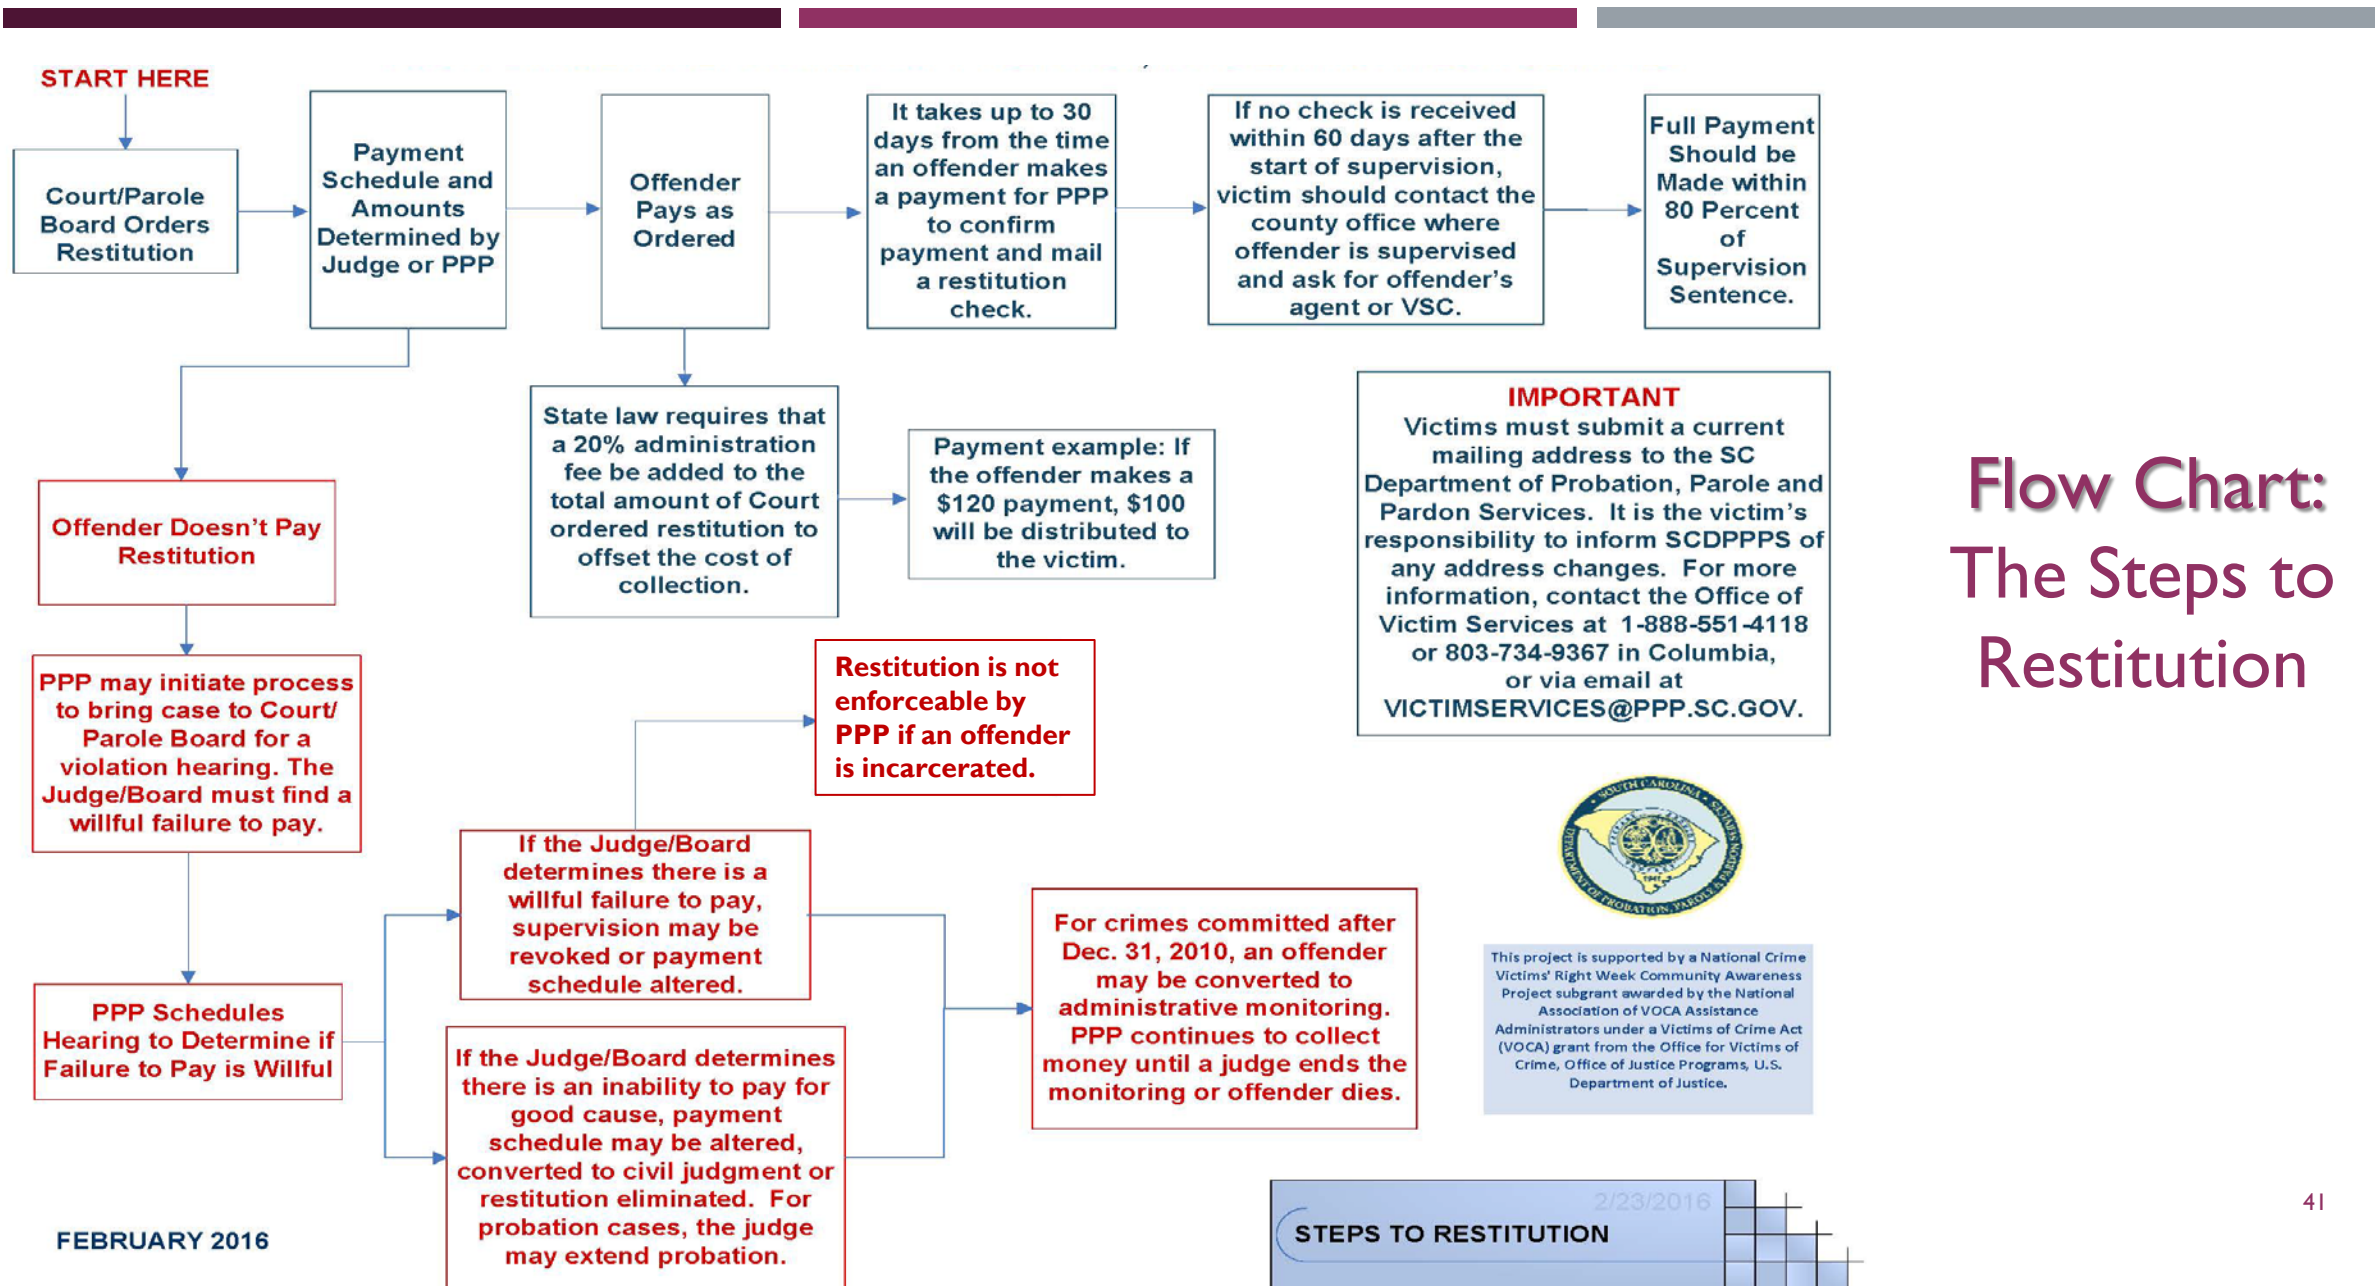 START HERE
Court/Parole
Board Orders
Restitution
Payment
Schedule and
Amounts
Determined by
Judge or PPP
Offender
Pays as
Ordered
It takes up to 30
days from the time
an offender makes
a payment for PPP
to confirm
payment and mail
a restitution
check.
If no check is received
within 60 days after the
start of supervision,
victim should contact the
county office where
offender is supervised
and ask for offender's
agent or VSC.
Full Payment
Should be
Made within
80 Percent
of
Supervision
Sentence.
State law requires that
a 20% administration
fee be added to the
total amount of Court
ordered restitution to
offset the cost of
collection.
Payment example: If
the offender makes a
$120 payment, $100
will be distributed to
the victim.
IMPORTANT
Victims must submit a current
mailing address to the SC
Department of Probation, Parole and
Pardon Services. It is the victim's
responsibility to inform SCDPPPS of
any address changes. For more
information, contact the Office of
Victim Services at 1-888-551-4118
or 803-734-9367 in Columbia,
or via email at
VICTIMSERVICES@PPP.SC.GOV.
Flow Chart:
The Steps to
Restitution
Offender Doesn't Pay
Restitution
PPP may initiate process
to bring case to Court/
Parole Board for a
violation hearing. The
Judge/Board must find a
willful failure to pay.
PPP Schedules
Hearing to Determine if
Failure to Pay is Willful
Restitution is not
enforceable by
PPP if an offender
is incarcerated.
If the Judge/Board
determines there is a
willful failure to pay,
supervision may be
revoked or payment
schedule altered.
If the Judge/Board determines
there is an inability to pay for
good cause, payment
schedule may be altered,
converted to civil judgment or
restitution eliminated. For
probation cases, the judge
may extend probation.
For crimes committed after
Dec. 31, 2010, an offender
may be converted to
administrative monitoring.
PPP continues to collect
money until a judge ends the
monitoring or offender dies.
SOUTH CAROLINA
DEPARTMENT OF PROBATION, PAROLE & PARDON SERVICES
This project is supported by a National Crime
Victims' Right Week Community Awareness
Project subgrant awarded by the National
Association of VOCA Assistance
Administrators under a Victims of Crime Act
(VOCA) grant from the Office for Victims of
Crime, Office of Justice Programs, U.S.
Department of Justice.
FEBRUARY 2016
2/23/2016
STEPS TO RESTITUTION
41